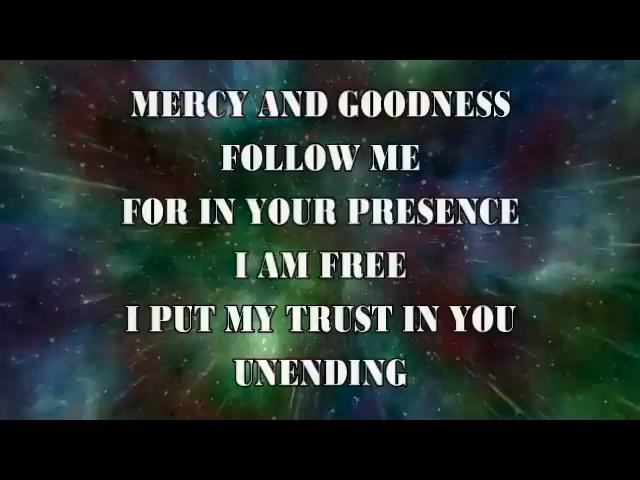 MERCY AND GOODNESS
FOLLOW ME
FOR IN YOUR PRESENCE
I AM FREE
I PUT MY TRUST IN YOU
UNENDING